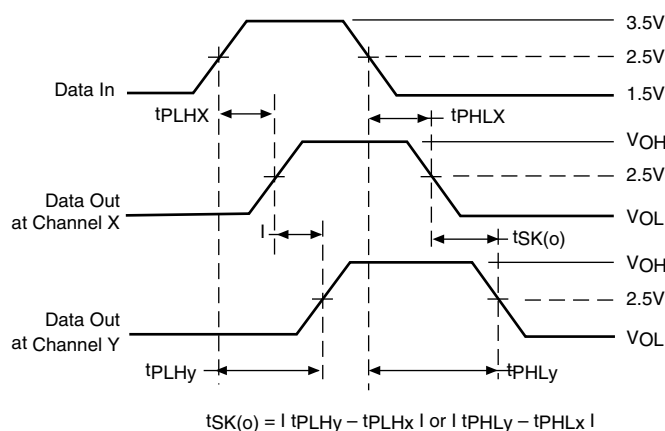 3.5V
2.5V
1.5V
Data In
tPLHX
tPHLX
VOH
2.5V
VOL
Data Out
at Channel X
I
tSK(o)
VOH
2.5V
VOL
Data Out
at Channel Y
tPLHy
tPHLy
tSK(o) = I tPLHy – tPLHx I or I tPHLy – tPHLx I